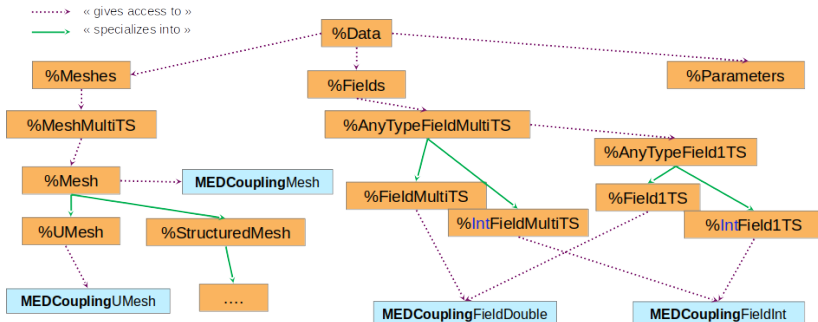 « gives access to »
« specializes into »
%Data
%Meshes
%Fields
%Parameters
%MeshMultiTS
%AnyTypeFieldMultiTS
%AnyTypeField1TS
%Mesh
MEDCouplingMesh
%FieldMultiTS
%Field1TS
%UMesh
%StructuredMesh
%IntFieldMultiTS
%IntField1TS
MEDCouplingUMesh
....
MEDCouplingFieldDouble
MEDCouplingFieldInt